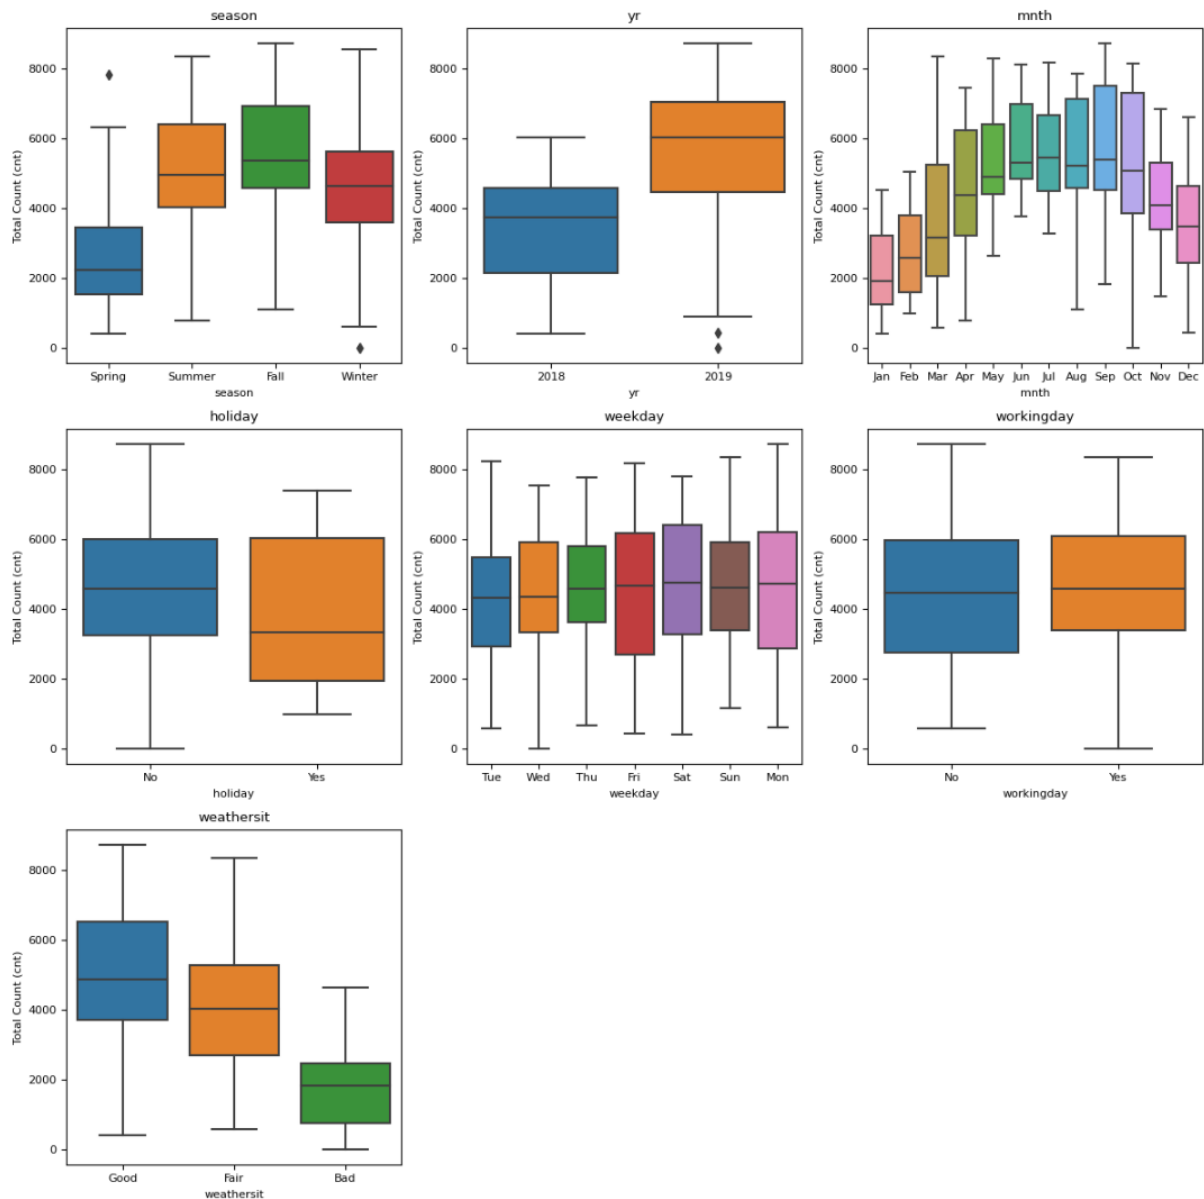 season
Total Count (cnt)
8000
6000
4000
2000
0
Spring Summer Fall Winter
season
yr
Total Count (cnt)
8000
6000
4000
2000
0
2018 2019
yr
mnth
Total Count (cnt)
8000
6000
4000
2000
0
Jan Feb Mar Apr May Jun Jul Aug Sep Oct Nov Dec
mnth
holiday
Total Count (cnt)
8000
6000
4000
2000
0
No Yes
holiday
weekday
Total Count (cnt)
8000
6000
4000
2000
0
Tue Wed Thu Fri Sat Sun Mon
weekday
workingday
Total Count (cnt)
8000
6000
4000
2000
0
No Yes
workingday
weathersit
Total Count (cnt)
8000
6000
4000
2000
0
Good Fair Bad
weathersit